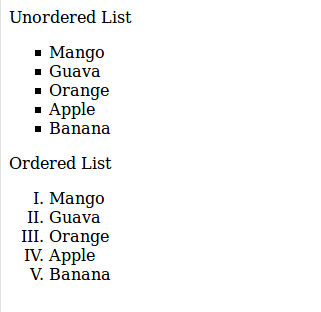 Unordered List
▪ Mango
▪ Guava
▪ Orange
▪ Apple
▪ Banana
Ordered List
I. Mango
II. Guava
III. Orange
IV. Apple
V. Banana